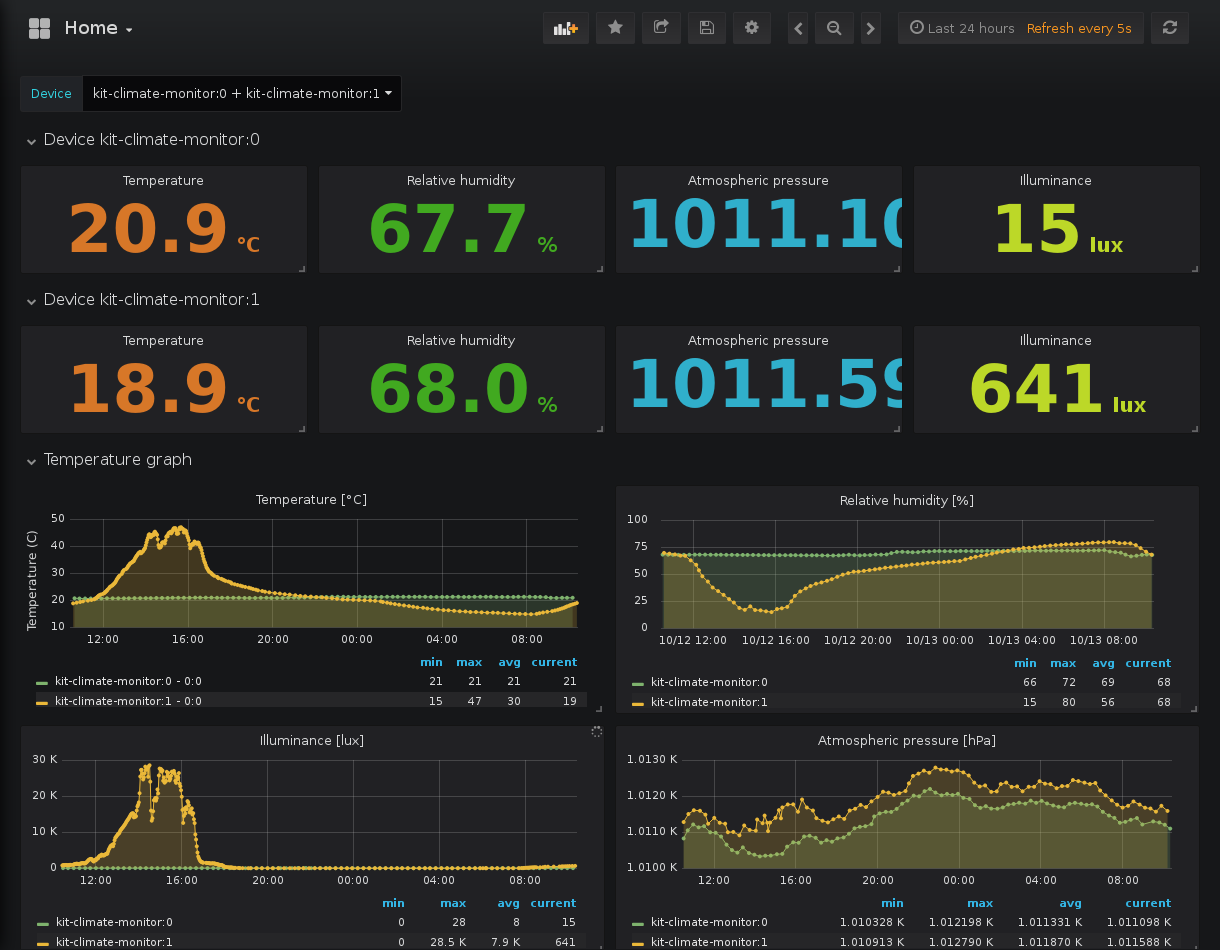 Home
Last 24 hours Refresh every 5s
Device kit-climate-monitor:0 + kit-climate-monitor:1
Device kit-climate-monitor:0
Temperature Relative humidity Atmospheric pressure Illuminance
20.9 °C 67.7 % 1011.10 15 lux
Device kit-climate-monitor:1
Temperature Relative humidity Atmospheric pressure Illuminance
18.9 °C 68.0 % 1011.59 641 lux
Temperature graph
Temperature [°C]
Temperature (C)
50
40
30
20
10
12:00 16:00 20:00 00:00 04:00 08:00
min max avg current
kit-climate-monitor:0 - 0:0 21 21 21 21
kit-climate-monitor:1 - 0:0 15 47 30 19
Relative humidity [%]
100
75
50
25
0
10/12 12:00 10/12 16:00 10/12 20:00 10/13 00:00 10/13 04:00 10/13 08:00
min max avg current
kit-climate-monitor:0 66 72 69 68
kit-climate-monitor:1 15 80 56 68
Illuminance [lux]
30 K
20 K
10 K
0
12:00 16:00 20:00 00:00 04:00 08:00
min max avg current
kit-climate-monitor:0 0 28 8 15
kit-climate-monitor:1 0 28.5 K 7.9 K 641
Atmospheric pressure [hPa]
1.0130 K
1.0120 K
1.0110 K
1.0100 K
12:00 16:00 20:00 00:00 04:00 08:00
min max avg current
kit-climate-monitor:0 1.010328 K 1.012198 K 1.011331 K 1.011098 K
kit-climate-monitor:1 1.010913 K 1.012790 K 1.011870 K 1.011588 K